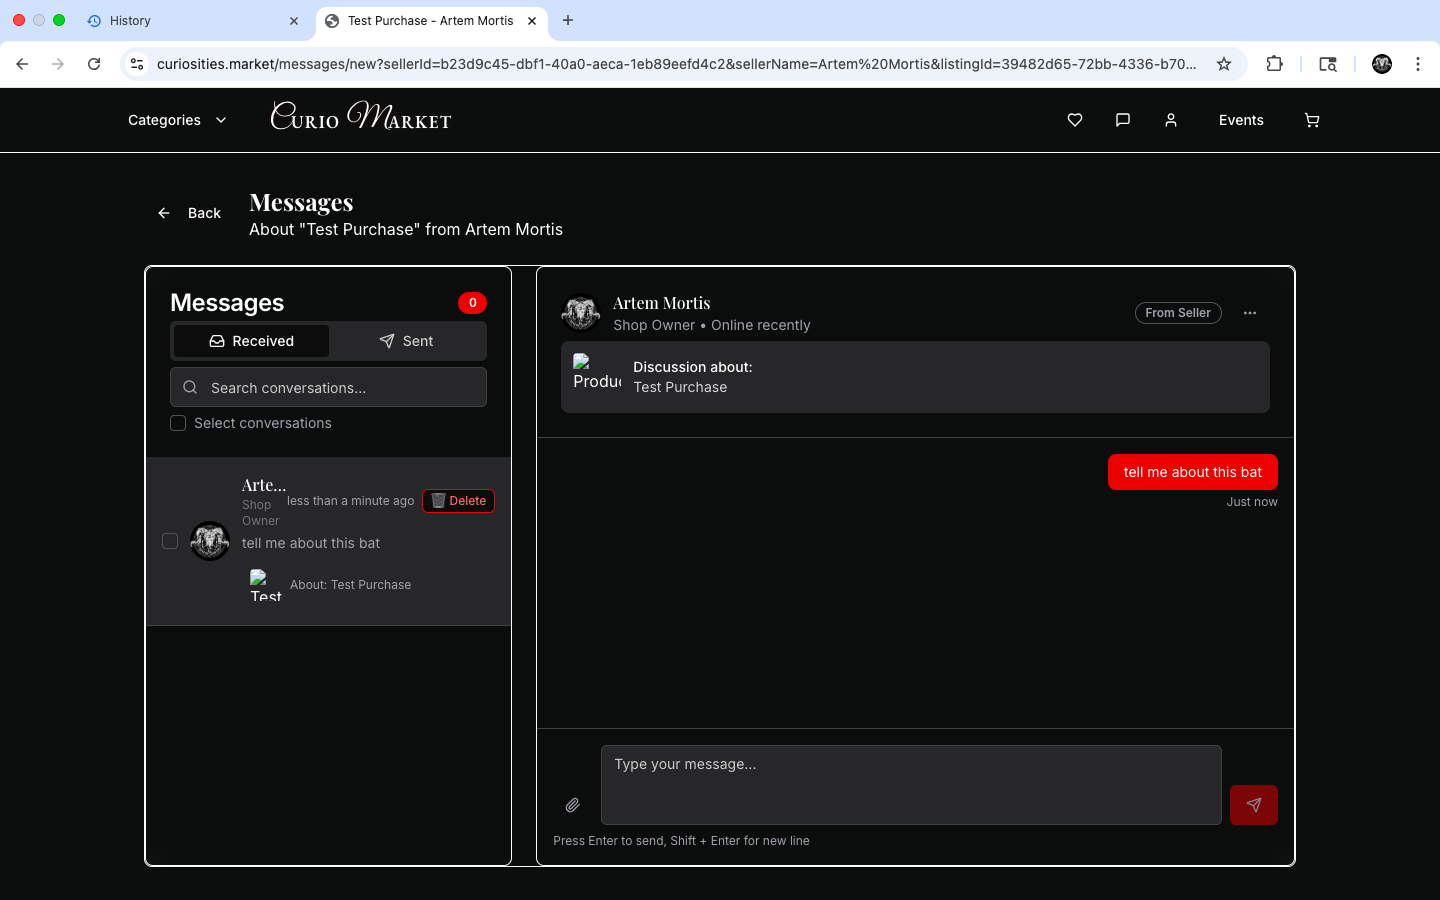 History
Test Purchase - Artem Mortis
curiosities.market/messages/new?sellerId=b23d9c45-dbf1-40a0-aeca-1eb89eefd4c2&sellerName=Artem%20Mortis&listingId=39482d65-72bb-4336-b70...
Categories
Curio Market
Events
Back
Messages
About "Test Purchase" from Artem Mortis
Messages
0
Received
Sent
Search conversations...
Select conversations
Arte...
Shop Owner
less than a minute ago
Delete
tell me about this bat
Test
About: Test Purchase
Artem Mortis
Shop Owner • Online recently
From Seller
Produc
Discussion about:
Test Purchase
tell me about this bat
Just now
Type your message...
Press Enter to send, Shift + Enter for new line